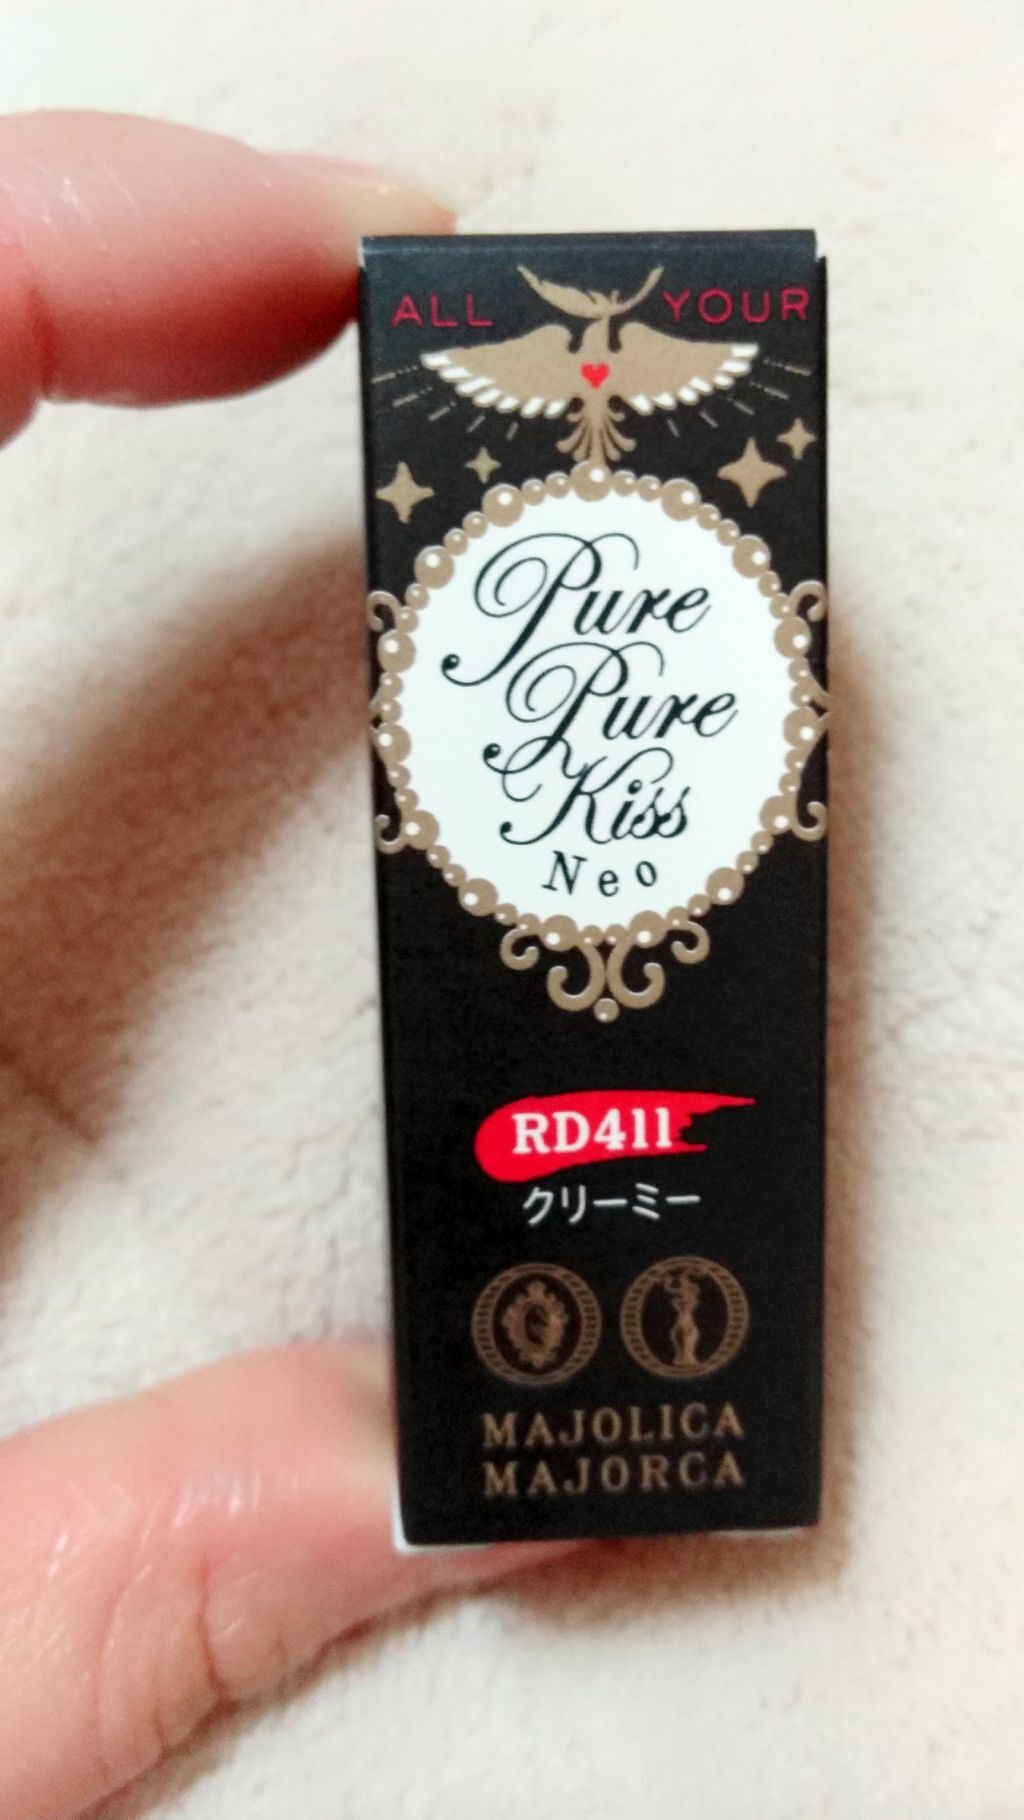 ALL YOUR
Pure
Pure
Kiss
Neo
RD411
クリーミー
MAJOLICA
MAJORCA